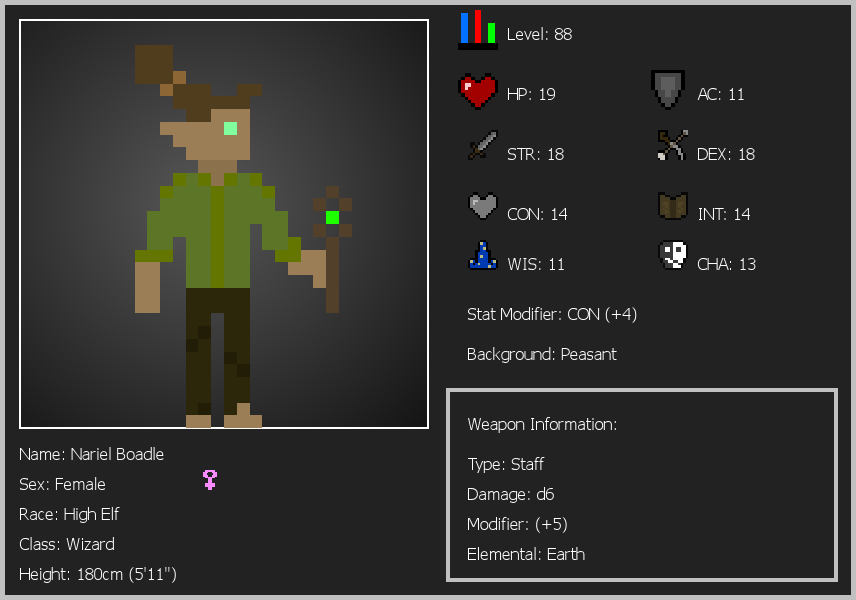 Level: 88
HP: 19
AC: 11
STR: 18
DEX: 18
CON: 14
INT: 14
WIS: 11
CHA: 13
Stat Modifier: CON (+4)
Background: Peasant
Weapon Information:
Type: Staff
Damage: d6
Modifier: (+5)
Elemental: Earth
Name: Nariel Boadle
Sex: Female
Race: High Elf
Class: Wizard
Height: 180cm (5'11")